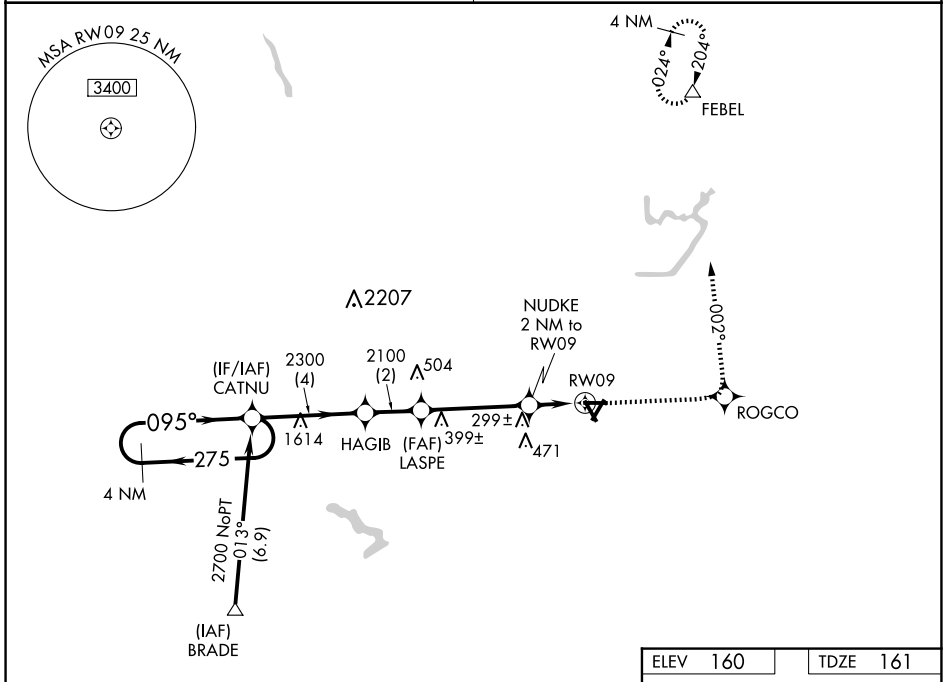 MSA RW09 25 NM
3400
4 NM
024°
204°
FEBEL
2207
NUDKE
2 NM to
RW09
002°
(IF/IAF)
CATNU
2300
(4)
2100
(2)
504
RW09
095°
1614
HAGIB
(FAF)
LASPE
399±
299±
471
ROGCO
275
4 NM
2700 NoPT
013°
(6.9)
(IAF)
BRADE
ELEV 160
TDZE 161